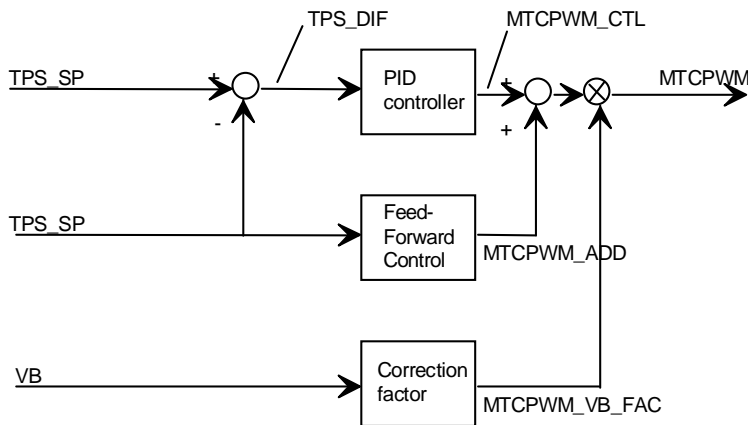 TPS_DIF
MTCPWM_CTL
TPS_SP
+
-
PID
controller
+
+
MTCPWM
TPS_SP
Feed-
Forward
Control
MTCPWM_ADD
VB
Correction
factor
MTCPWM_VB_FAC